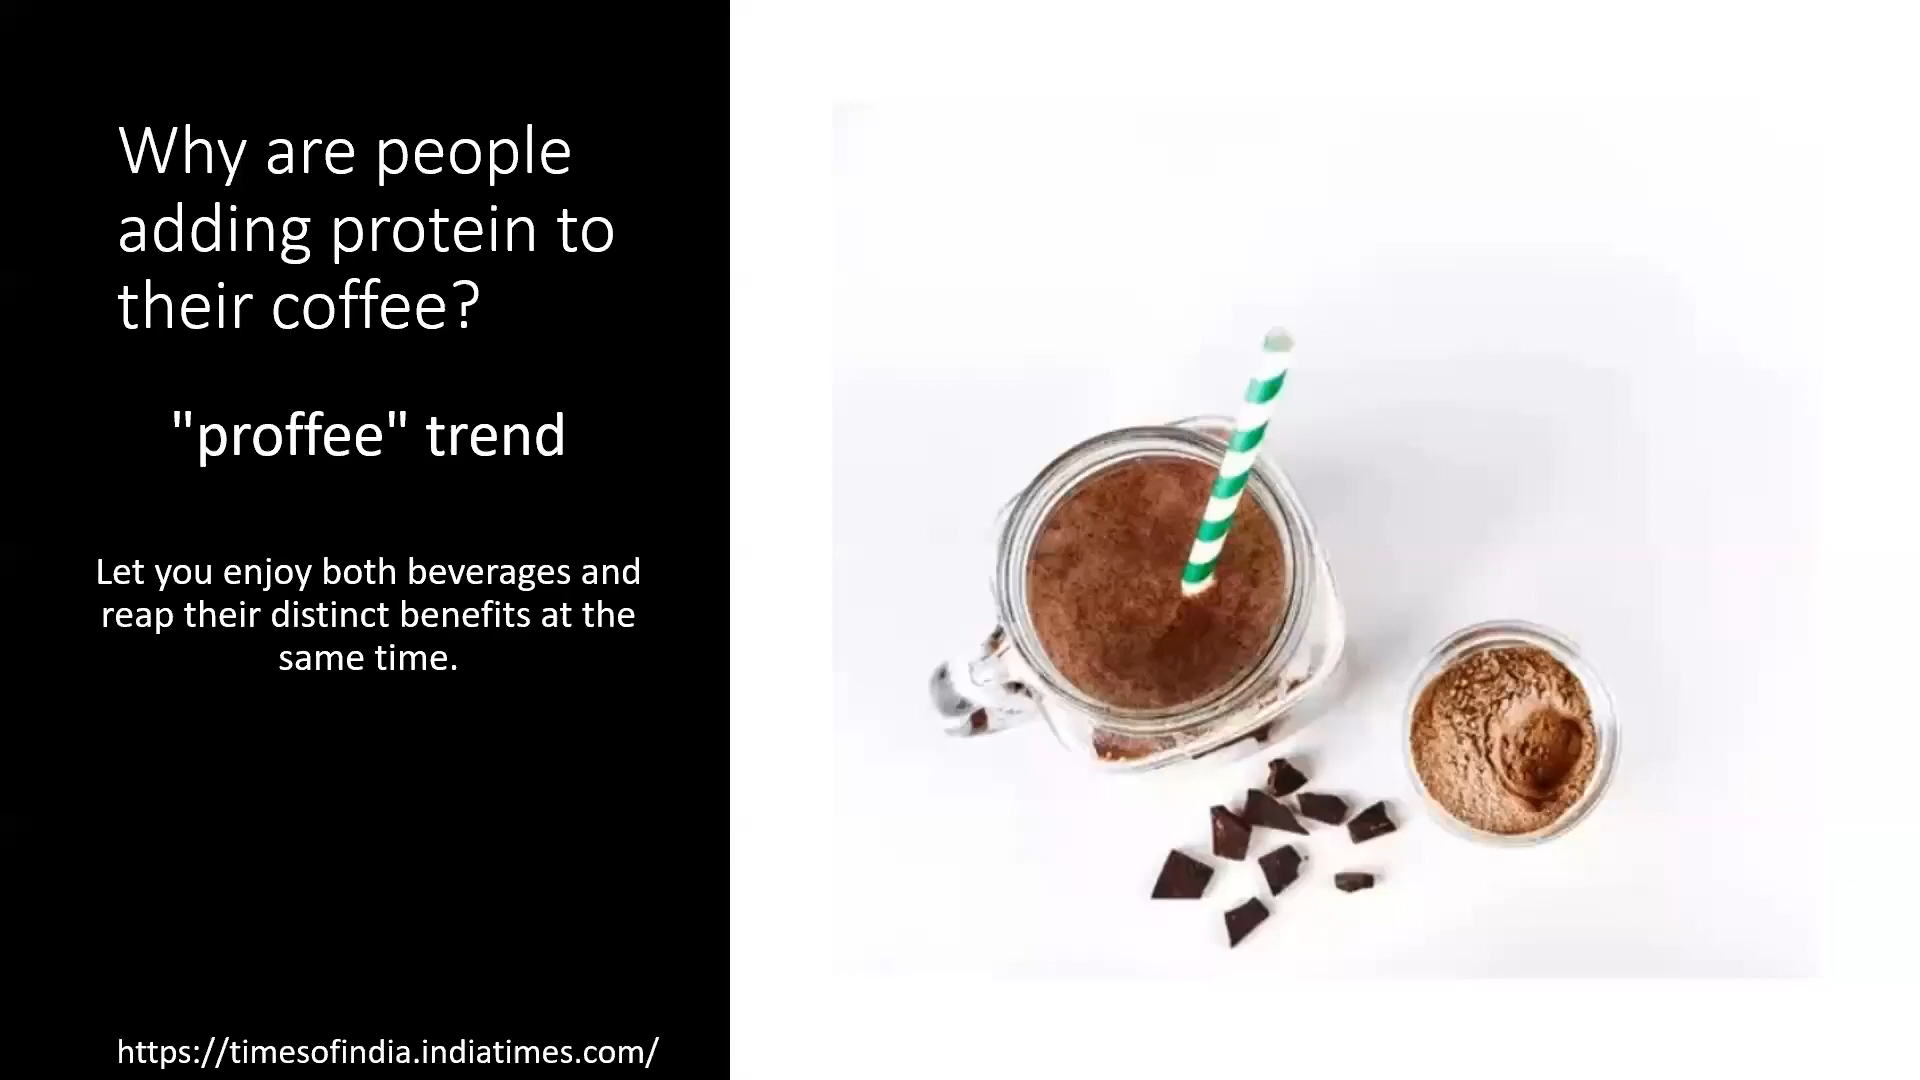 Why are people
adding protein to
their coffee?
"proffee" trend
Let you enjoy both beverages and
reap their distinct benefits at the
same time.
https://timesofindia.indiatimes.com/